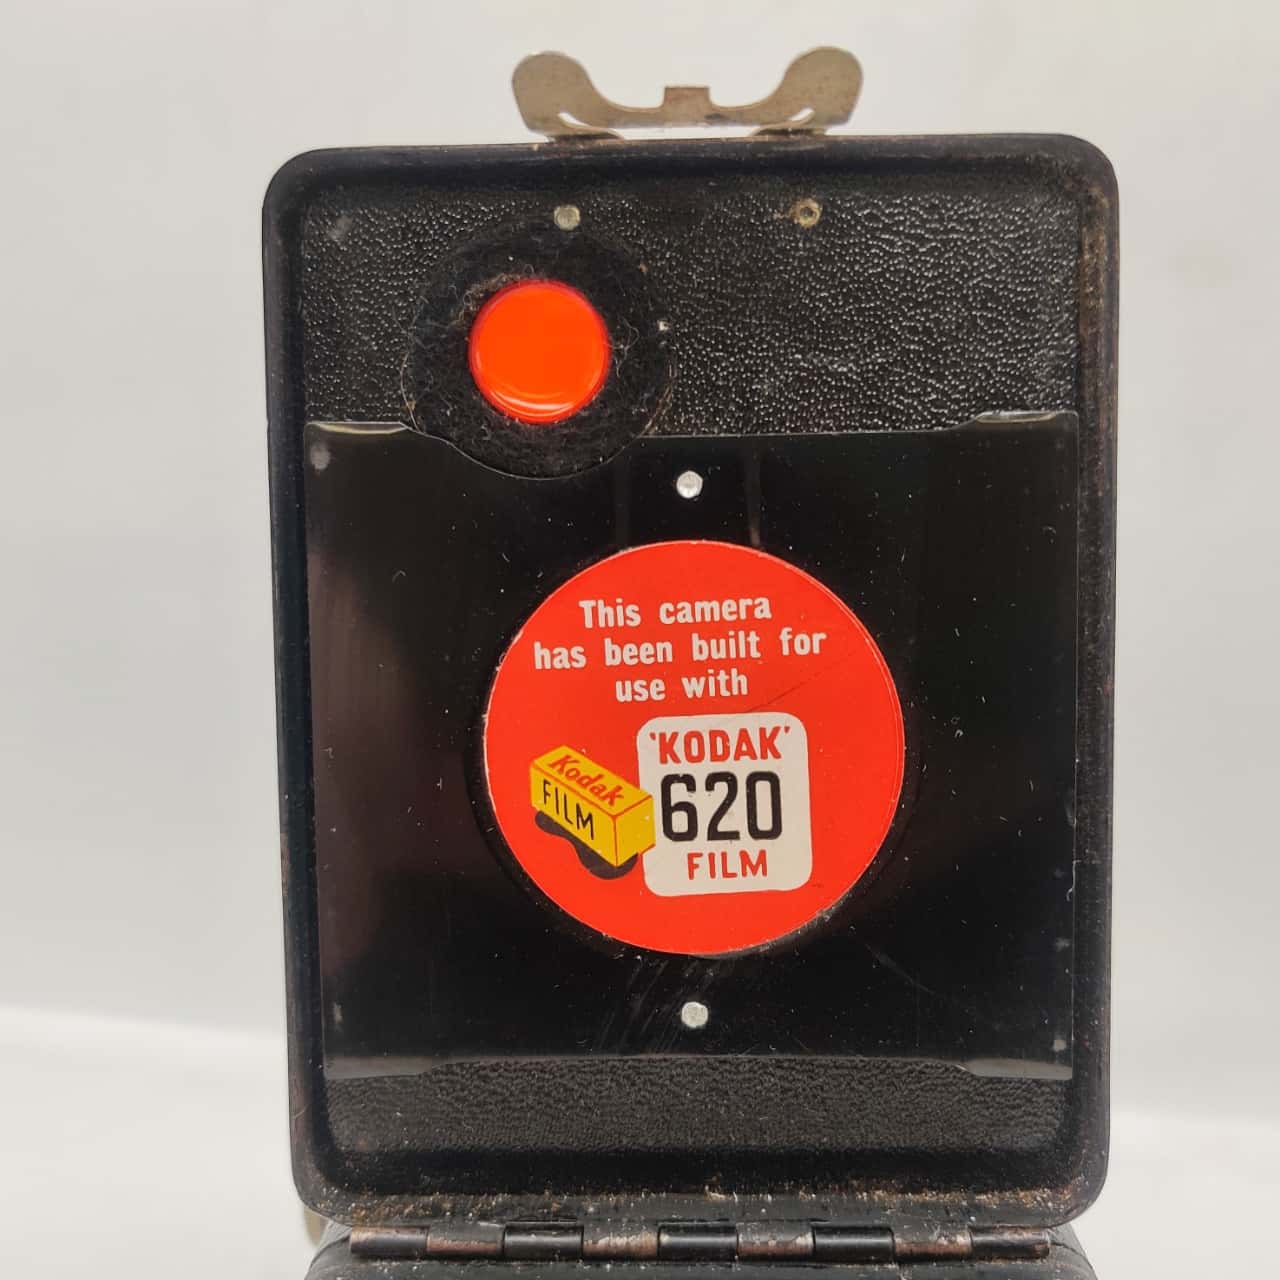 This camera
has been built for
use with
'KODAK'
620
FILM
Kodak
FILM